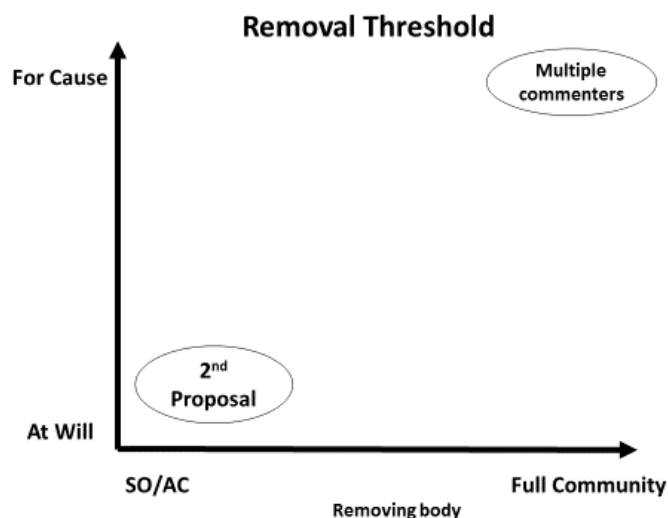 Removal Threshold
For Cause
Multiple
commenters
2nd
Proposal
At Will
SO/AC
Full Community
Removing body